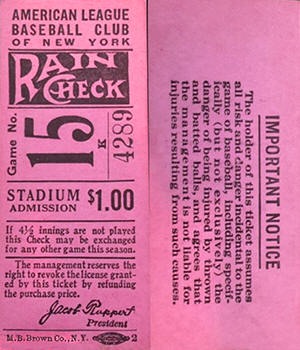 AMERICAN LEAGUE
BASEBALL CLUB
OF NEW YORK
RAIN
CHECK
Game No.
15
K
4289
STADIUM
ADMISSION
$1.00
If 4½ innings are not played
this Check may be exchanged
for any other game this season.
The management reserves the
right to revoke the license grant-
ed by this ticket by refunding
the purchase price.
Jacob Ruppert
President
M.B. Brown Co., N.Y.
2
IMPORTANT NOTICE
The holder of this ticket assumes
all risk and danger incidental to the
game of baseball, including specif-
ically (but not exclusively) the
danger of being injured by thrown
and batted balls, and agrees that
the management, is not liable for
injuries resulting from such causes.